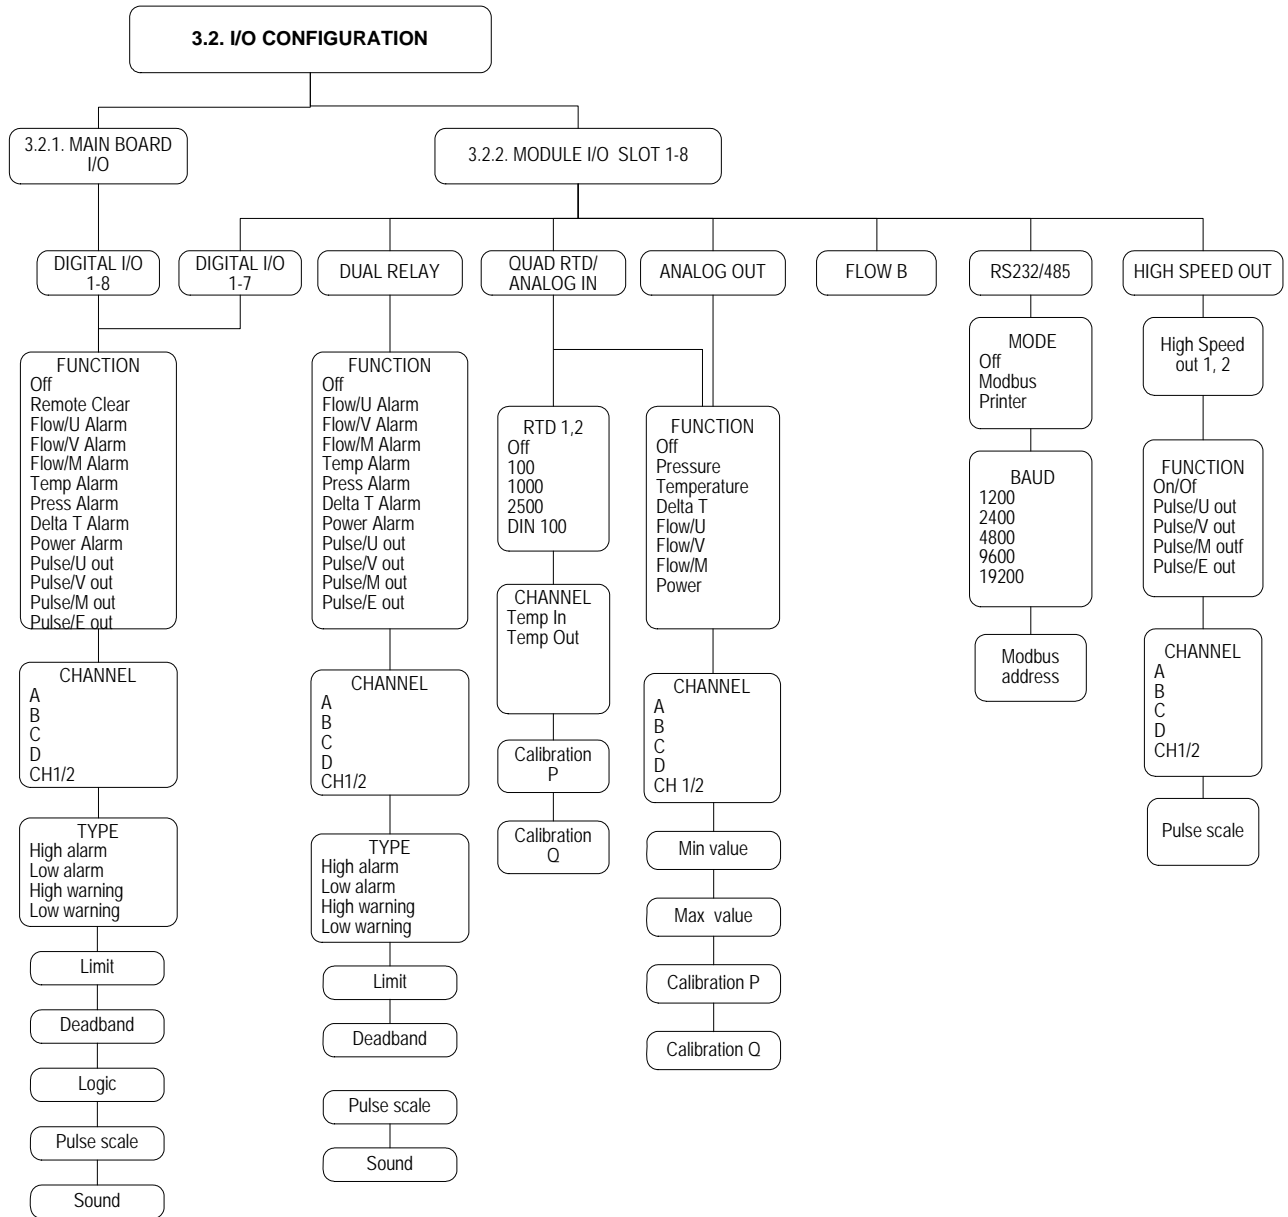 3.2. I/O CONFIGURATION
3.2.1. MAIN BOARD
I/O
3.2.2. MODULE I/O SLOT 1-8
DIGITAL I/O
1-8
DIGITAL I/O
1-7
DUAL RELAY
QUAD RTD/
ANALOG IN
ANALOG OUT
FLOW B
RS232/485
HIGH SPEED OUT
FUNCTION
Off
Remote Clear
Flow/U Alarm
Flow/V Alarm
Flow/M Alarm
Temp Alarm
Press Alarm
Delta T Alarm
Power Alarm
Pulse/U out
Pulse/V out
Pulse/M out
Pulse/E out
CHANNEL
A
B
C
D
CH1/2
TYPE
High alarm
Low alarm
High warning
Low warning
Limit
Deadband
Logic
Pulse scale
Sound
FUNCTION
Off
Flow/U Alarm
Flow/V Alarm
Flow/M Alarm
Temp Alarm
Press Alarm
Delta T Alarm
Power Alarm
Pulse/U out
Pulse/V out
Pulse/M out
Pulse/E out
CHANNEL
A
B
C
D
CH1/2
TYPE
High alarm
Low alarm
High warning
Low warning
Limit
Deadband
Pulse scale
Sound
RTD 1,2
Off
100
1000
2500
DIN 100
CHANNEL
Temp In
Temp Out
Calibration
P
Calibration
Q
FUNCTION
Off
Pressure
Temperature
Delta T
Flow/U
Flow/V
Flow/M
Power
CHANNEL
A
B
C
D
CH 1/2
Min value
Max value
Calibration P
Calibration Q
MODE
Off
Modbus
Printer
BAUD
1200
2400
4800
9600
19200
Modbus
address
High Speed
out 1, 2
FUNCTION
On/Of
Pulse/U out
Pulse/V out
Pulse/M outf
Pulse/E out
CHANNEL
A
B
C
D
CH1/2
Pulse scale